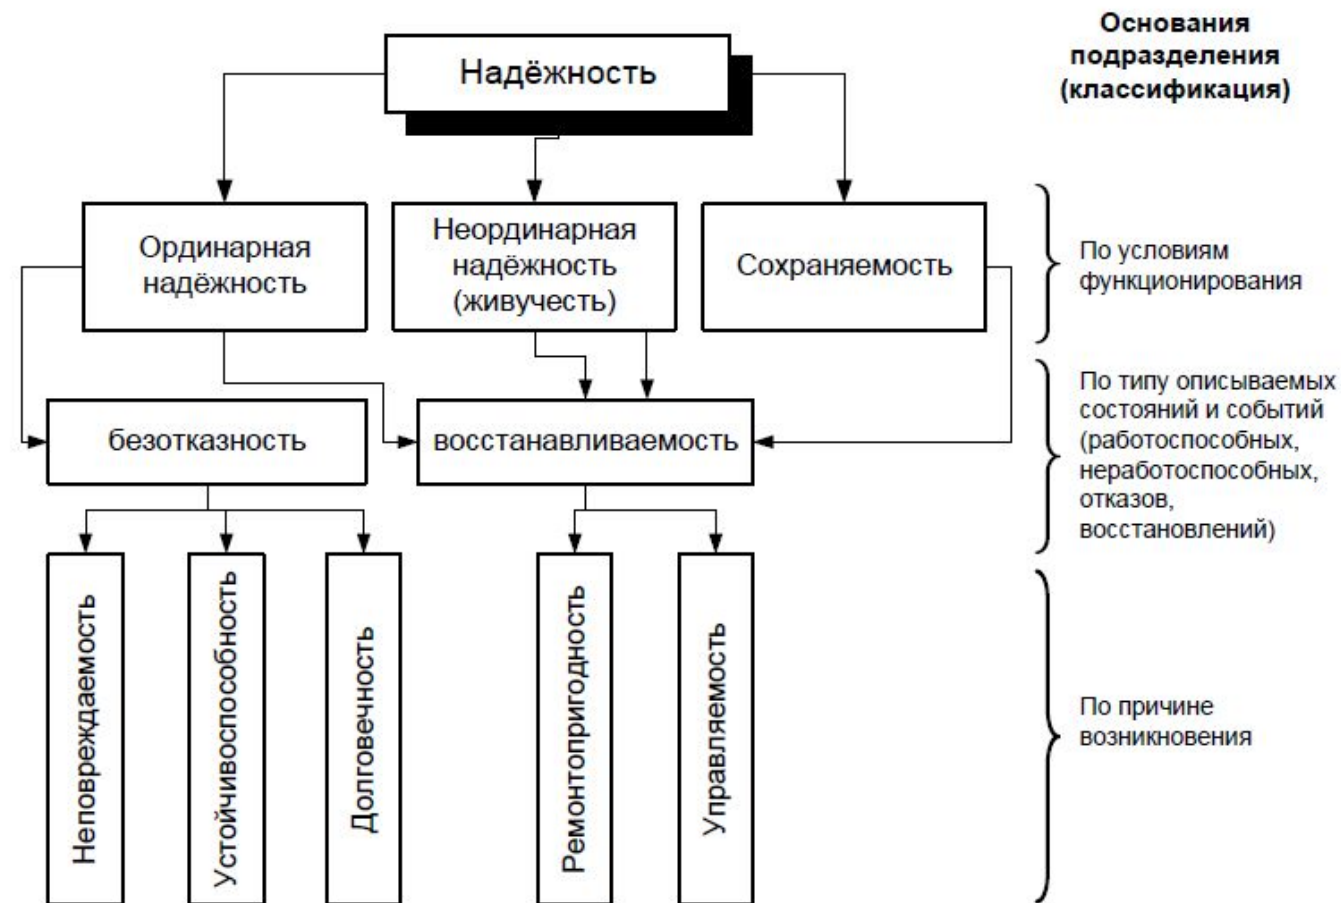 Основания
подразделения
(классификация)
Надёжность
Ординарная
надёжность
Неординарная
надёжность
(живучесть)
Сохраняемость
По условиям
функционирования
безотказность
восстанавливаемость
По типу описываемых
состояний и событий
(работоспособных,
неработоспособных,
отказов,
восстановлений)
Неповреждаемость
Устойчивоспособность
Долговечность
Ремонтопригодность
Управляемость
По причине
возникновения